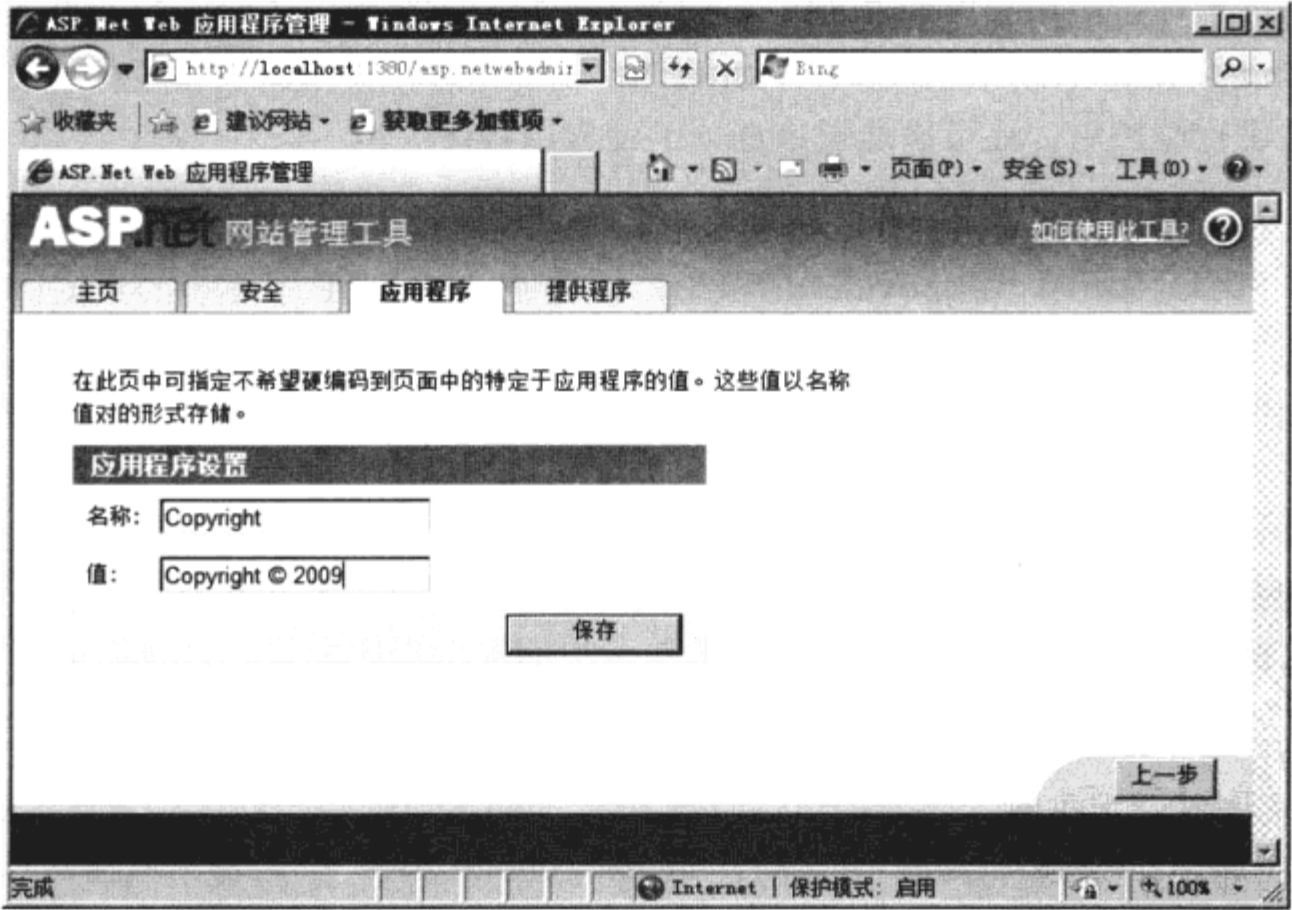 ASP.Net Web 应用程序管理 - Windows Internet Explorer
http://localhost:1380/asp.netwebadmir
Bing
收藏夹 建议网站 获取更多加载项
ASP.Net Web 应用程序管理
页面(P) 安全(S) 工具(O)
ASP.net 网站管理工具
如何使用此工具?
主页 安全 应用程序 提供程序
在此页中可指定不希望硬编码到页面中的特定于应用程序的值。这些值以名称
值对的形式存储。
应用程序设置
名称: Copyright
值: Copyright © 2009
保存
上一步
完成 Internet | 保护模式: 启用 100%